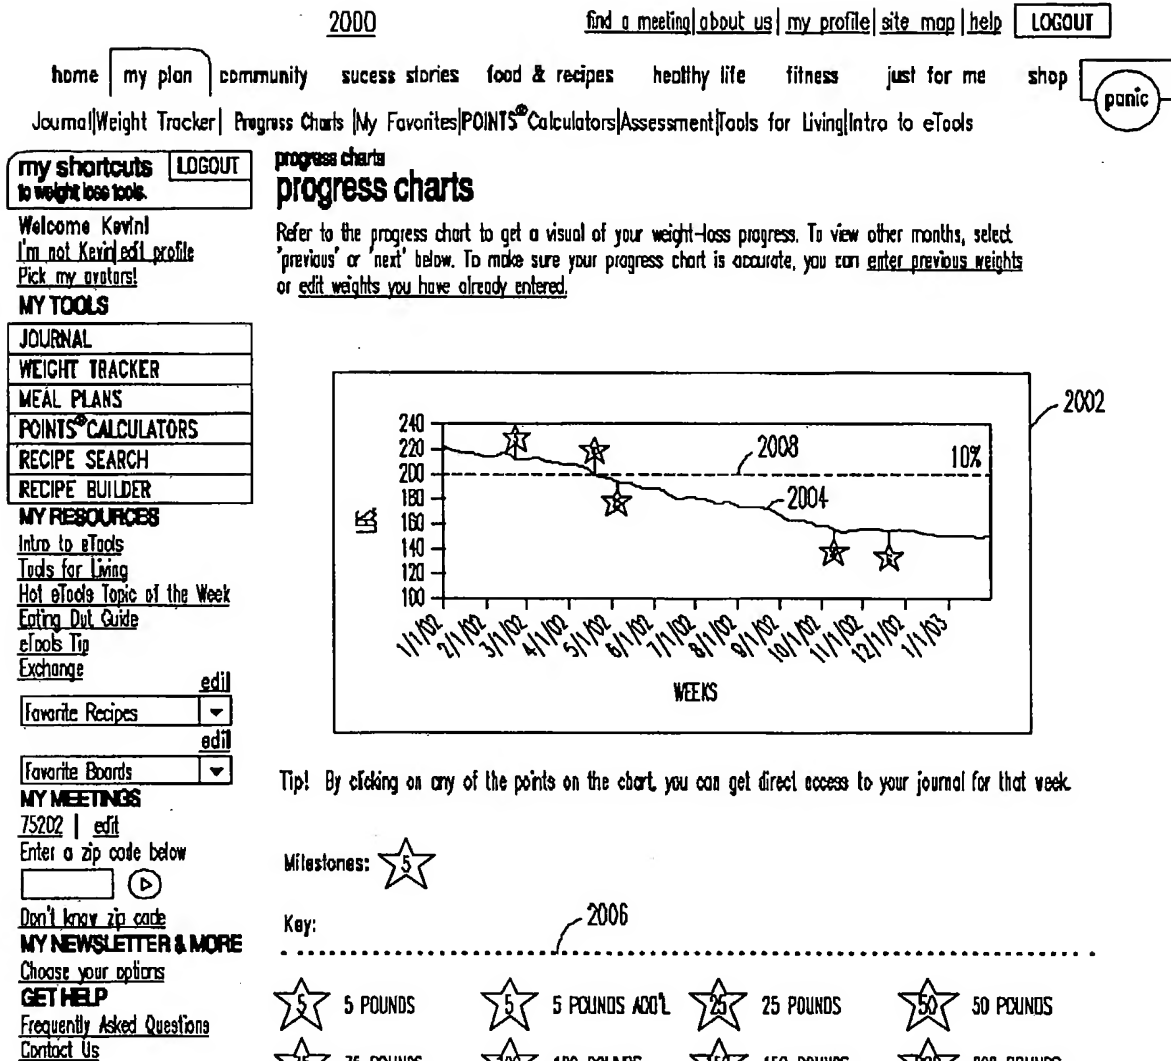 2000
find a meeting|about us| my profile|site map|help LOGOUT
home my plan community sucess stories food & recipes healthy life fitness just for me shop panic
Journal|Weight Tracker| Progress Charts |My Favorites|POINTS® Calculators|Assessment|Tools for Living|Intro to eTools
my shortcuts LOGOUT
to weight loss tools.
Welcome Kevin!
I'm not Kevin|edit profile
Pick my avatars!
MY TOOLS
JOURNAL
WEIGHT TRACKER
MEAL PLANS
POINTS® CALCULATORS
RECIPE SEARCH
RECIPE BUILDER
MY RESOURCES
Intro to eTools
Tools for Living
Hot eTools Topic of the Week
Eating Out Guide
eTools Tip
Exchange
edit
Favorite Recipes
edit
Favorite Boards
MY MEETINGS
75202 | edit
Enter a zip code below
Don't know zip code
MY NEWSLETTER & MORE
Choose your options
GET HELP
Frequently Asked Questions
Contact Us
progress charts
progress charts
Refer to the progress chart to get a visual of your weight-loss progress. To view other months, select
'previous' or 'next' below. To make sure your progress chart is accurate, you can enter previous weights
or edit weights you have already entered.
2002
240
220
200
180
160
140
120
100
LBS.
2008
10%
2004
1/1/02 2/1/02 3/1/02 4/1/02 5/1/02 6/1/02 7/1/02 8/1/02 9/1/02 10/1/02 11/1/02 12/1/02 1/1/03
WEEKS
Tip! By clicking on any of the points on the chart, you can get direct access to your journal for that week.
Milestones: 5
Key:
2006
5 5 POUNDS 5 5 POUNDS ADD'L 25 25 POUNDS 50 50 POUNDS